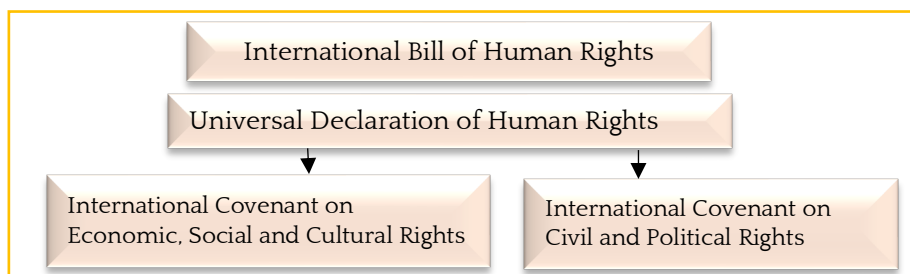 International Bill of Human Rights
Universal Declaration of Human Rights
International Covenant on
Economic, Social and Cultural Rights
International Covenant on
Civil and Political Rights